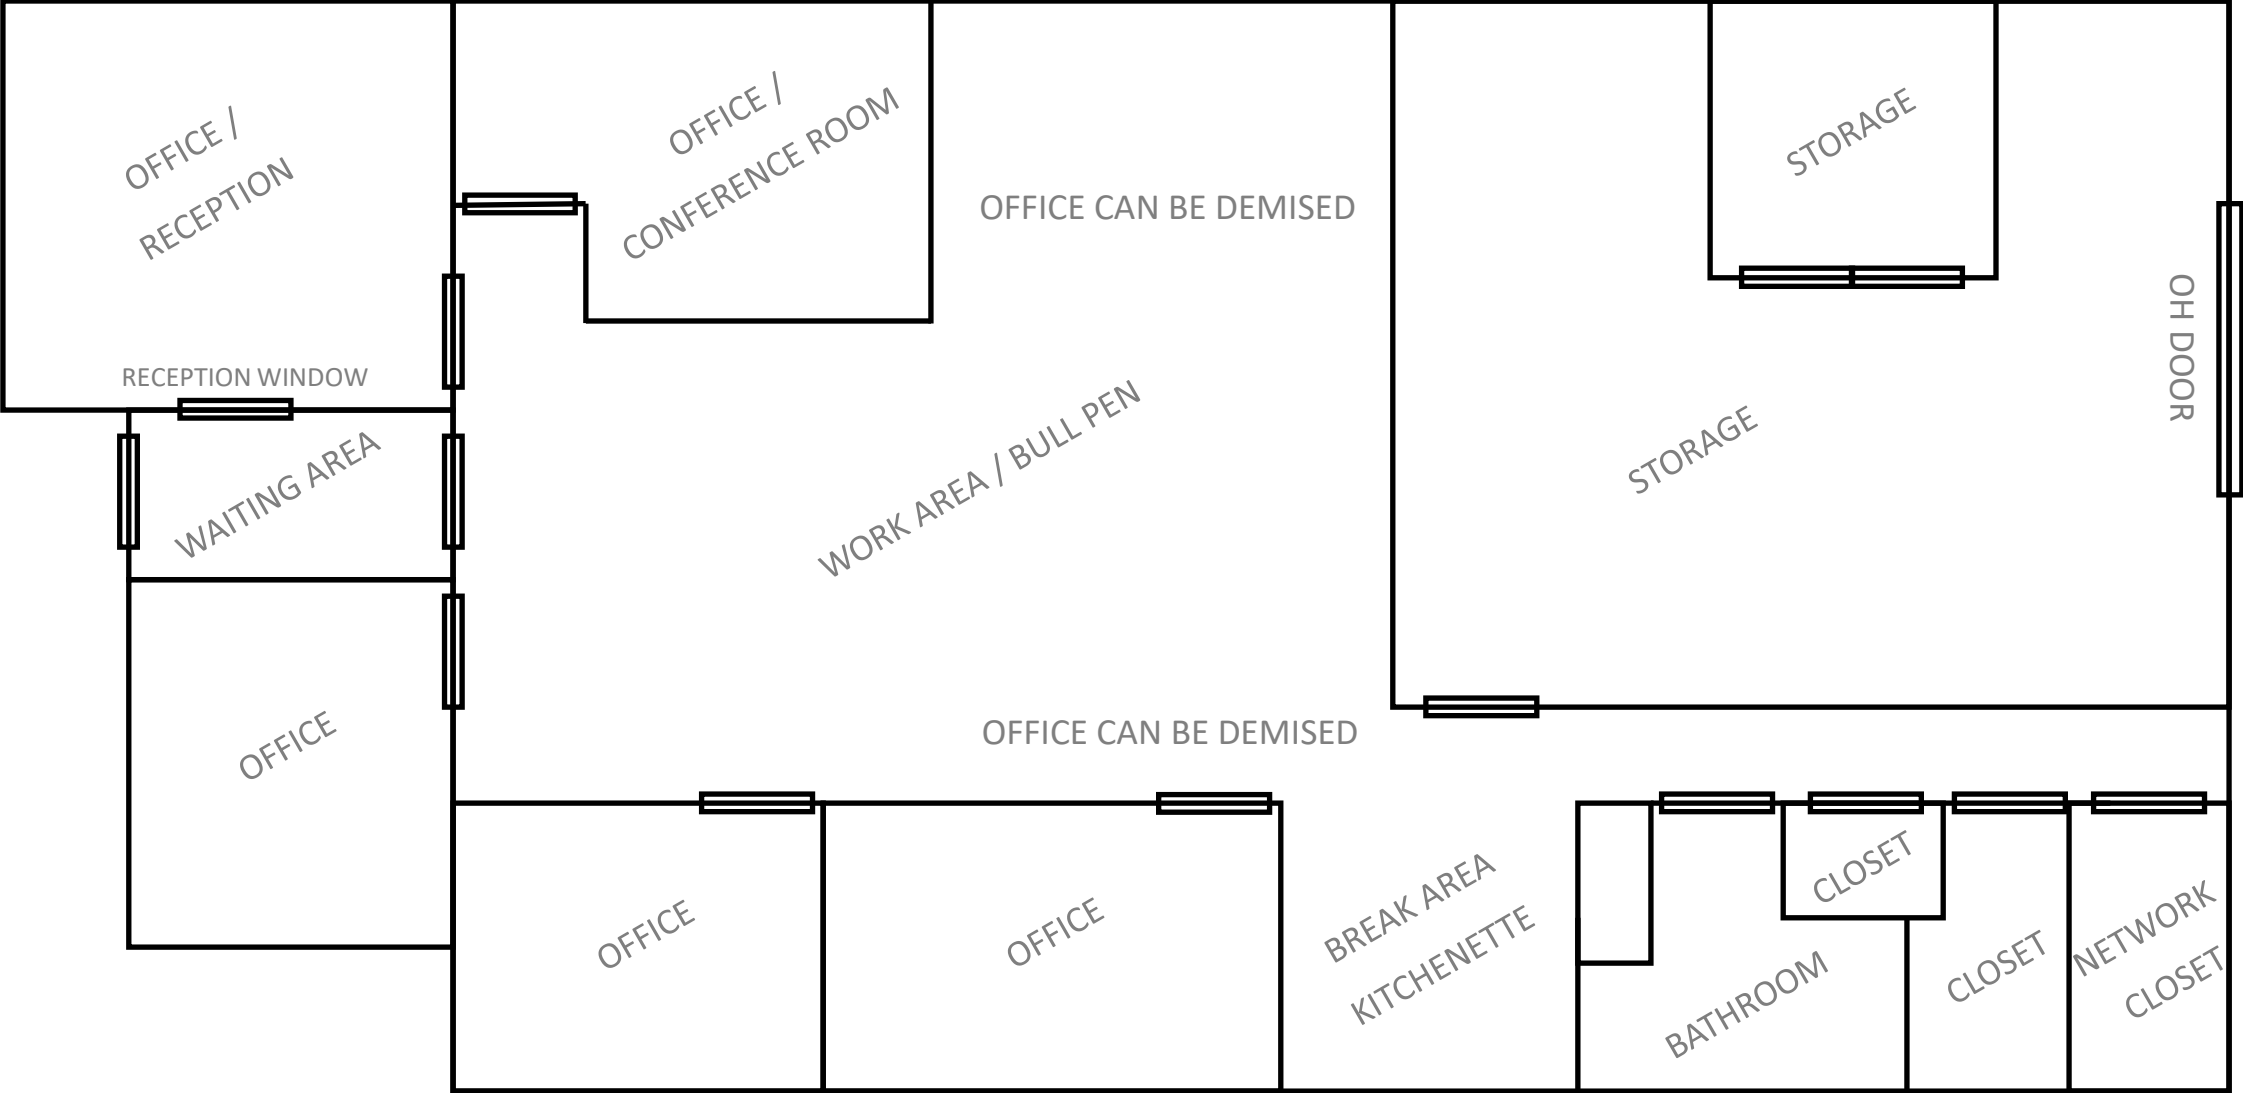 OFFICE /
RECEPTION
OFFICE /
CONFERENCE ROOM
OFFICE CAN BE DEMISED
STORAGE
OH DOOR
RECEPTION WINDOW
WAITING AREA
WORK AREA / BULL PEN
STORAGE
OFFICE
OFFICE CAN BE DEMISED
OFFICE
OFFICE
BREAK AREA
KITCHENETTE
BATHROOM
CLOSET
CLOSET
NETWORK
CLOSET